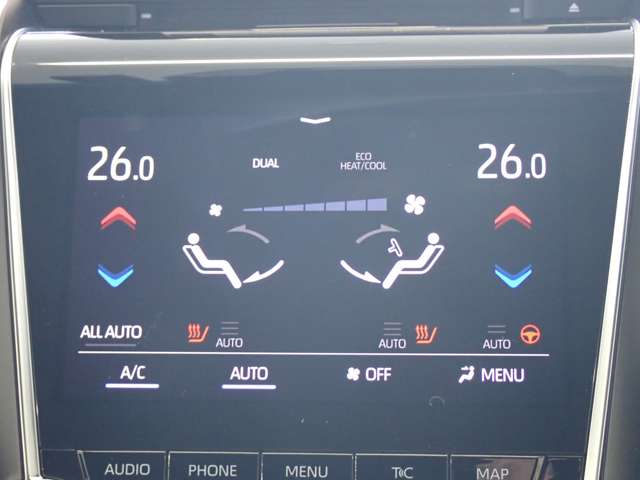 26.0
DUAL
ECO
HEAT/COOL
26.0
ALL AUTO
AUTO
AUTO
AUTO
A/C
AUTO
OFF
MENU
AUDIO
PHONE
MENU
T℃
MAP